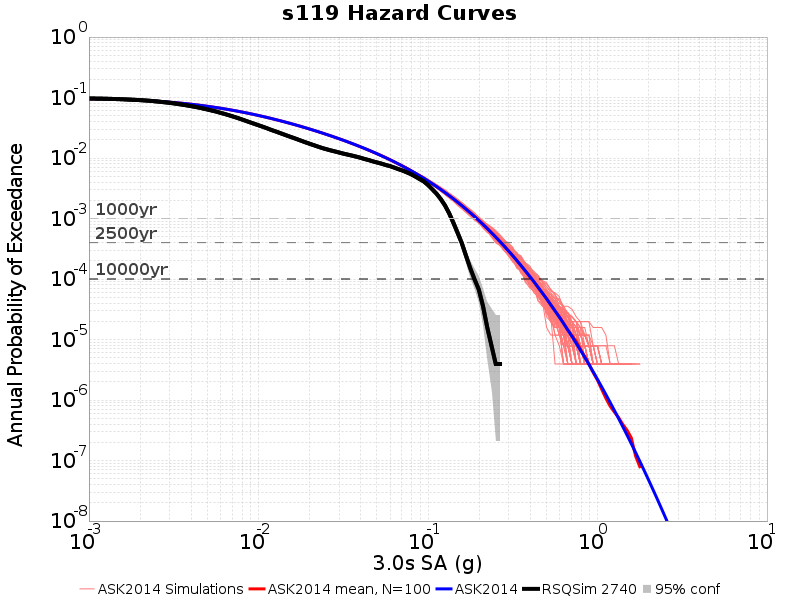 s119 Hazard Curves
Annual Probability of Exceedance
10^0
10^-1
10^-2
10^-3
10^-4
10^-5
10^-6
10^-7
10^-8
1000yr
2500yr
10000yr
10^-3 10^-2 10^-1 10^0 10^1
3.0s SA (g)
ASK2014 Simulations ASK2014 mean, N=100 ASK2014 RSQSim 2740 95% conf